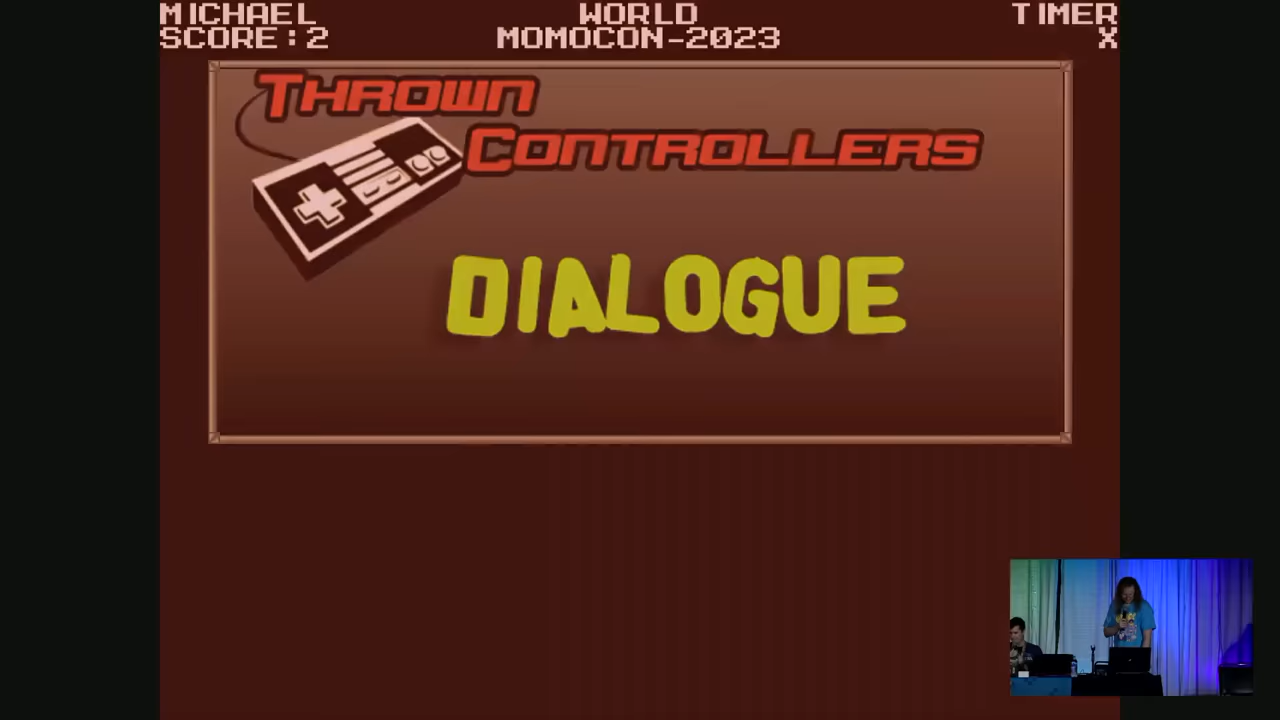 MICHAEL
SCORE:2
WORLD
MOMOCON-2023
TIMER
X
THROWN
CONTROLLERS
DIALOGUE